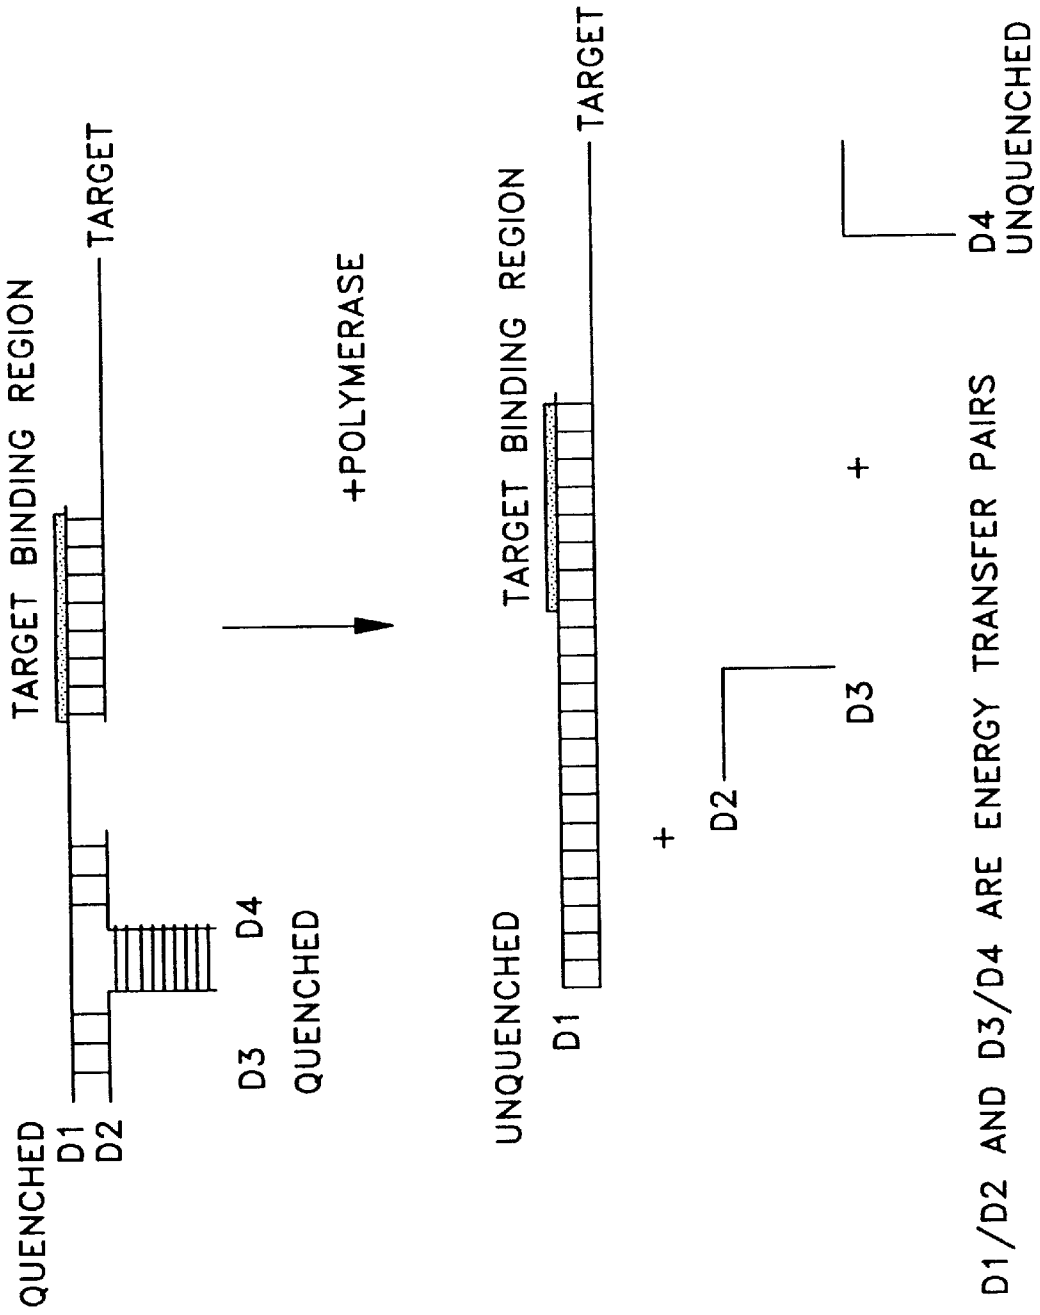 TARGET BINDING REGION
QUENCHED
D1
D2
TARGET
D3
D4
QUENCHED
+POLYMERASE
TARGET BINDING REGION
UNQUENCHED
D1
TARGET
+
D2
D3
+
D4
UNQUENCHED
D1/D2 AND D3/D4 ARE ENERGY TRANSFER PAIRS